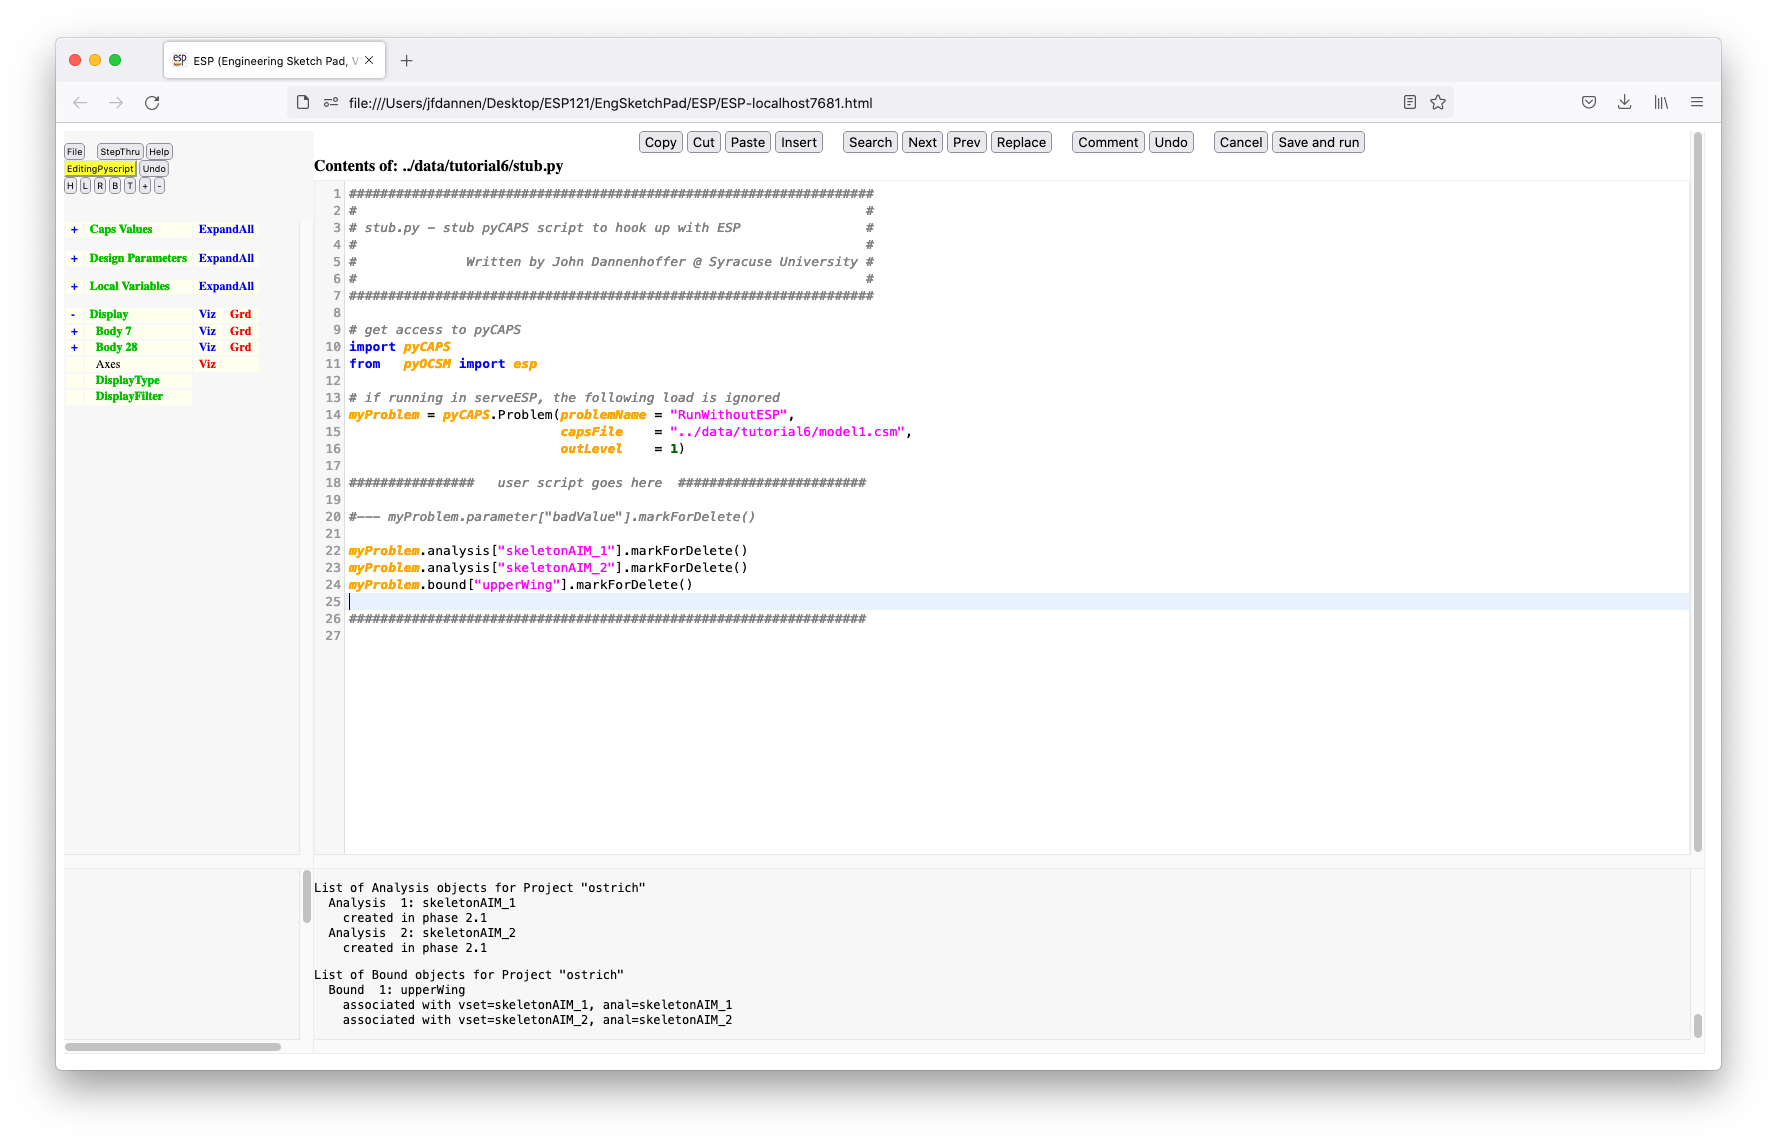 esp ESP (Engineering Sketch Pad, V
file:///Users/jfdannen/Desktop/ESP121/EngSketchPad/ESP/ESP-localhost7681.html
File StepThru Help
EditingPyscript Undo
H L R B T + -
+ Caps Values ExpandAll
+ Design Parameters ExpandAll
+ Local Variables ExpandAll
- Display Viz Grd
+ Body 7 Viz Grd
+ Body 28 Viz Grd
Axes Viz
DisplayType
DisplayFilter
Copy Cut Paste Insert Search Next Prev Replace Comment Undo Cancel Save and run
Contents of: ../data/tutorial6/stub.py
1 ###################################################################
2 #                                                                 #
3 # stub.py - stub pyCAPS script to hook up with ESP                #
4 #                                                                 #
5 #              Written by John Dannenhoffer @ Syracuse University #
6 #                                                                 #
7 ###################################################################
8
9 # get access to pyCAPS
10 import pyCAPS
11 from   pyOCSM import esp
12
13 # if running in serveESP, the following load is ignored
14 myProblem = pyCAPS.Problem(problemName = "RunWithoutESP",
15                            capsFile    = "../data/tutorial6/model1.csm",
16                            outLevel    = 1)
17
18 ################   user script goes here  ########################
19
20 #--- myProblem.parameter["badValue"].markForDelete()
21
22 myProblem.analysis["skeletonAIM_1"].markForDelete()
23 myProblem.analysis["skeletonAIM_2"].markForDelete()
24 myProblem.bound["upperWing"].markForDelete()
25
26 ##################################################################
27
List of Analysis objects for Project "ostrich"
Analysis  1: skeletonAIM_1
created in phase 2.1
Analysis  2: skeletonAIM_2
created in phase 2.1
List of Bound objects for Project "ostrich"
Bound  1: upperWing
associated with vset=skeletonAIM_1, anal=skeletonAIM_1
associated with vset=skeletonAIM_2, anal=skeletonAIM_2